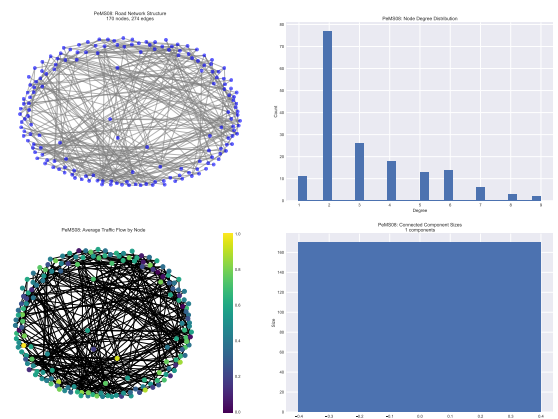 PeMS08: Road Network Structure
170 nodes, 274 edges
PeMS08: Node Degree Distribution
Count
80
70
60
50
40
30
20
10
0
1 2 3 4 5 6 7 8 9
Degree
PeMS08: Average Traffic Flow by Node
1.0
0.8
0.6
0.4
0.2
0.0
PeMS08: Connected Component Sizes
1 components
Size
160
140
120
100
80
60
40
20
0
−0.4 −0.3 −0.2 −0.1 0.0 0.1 0.2 0.3 0.4